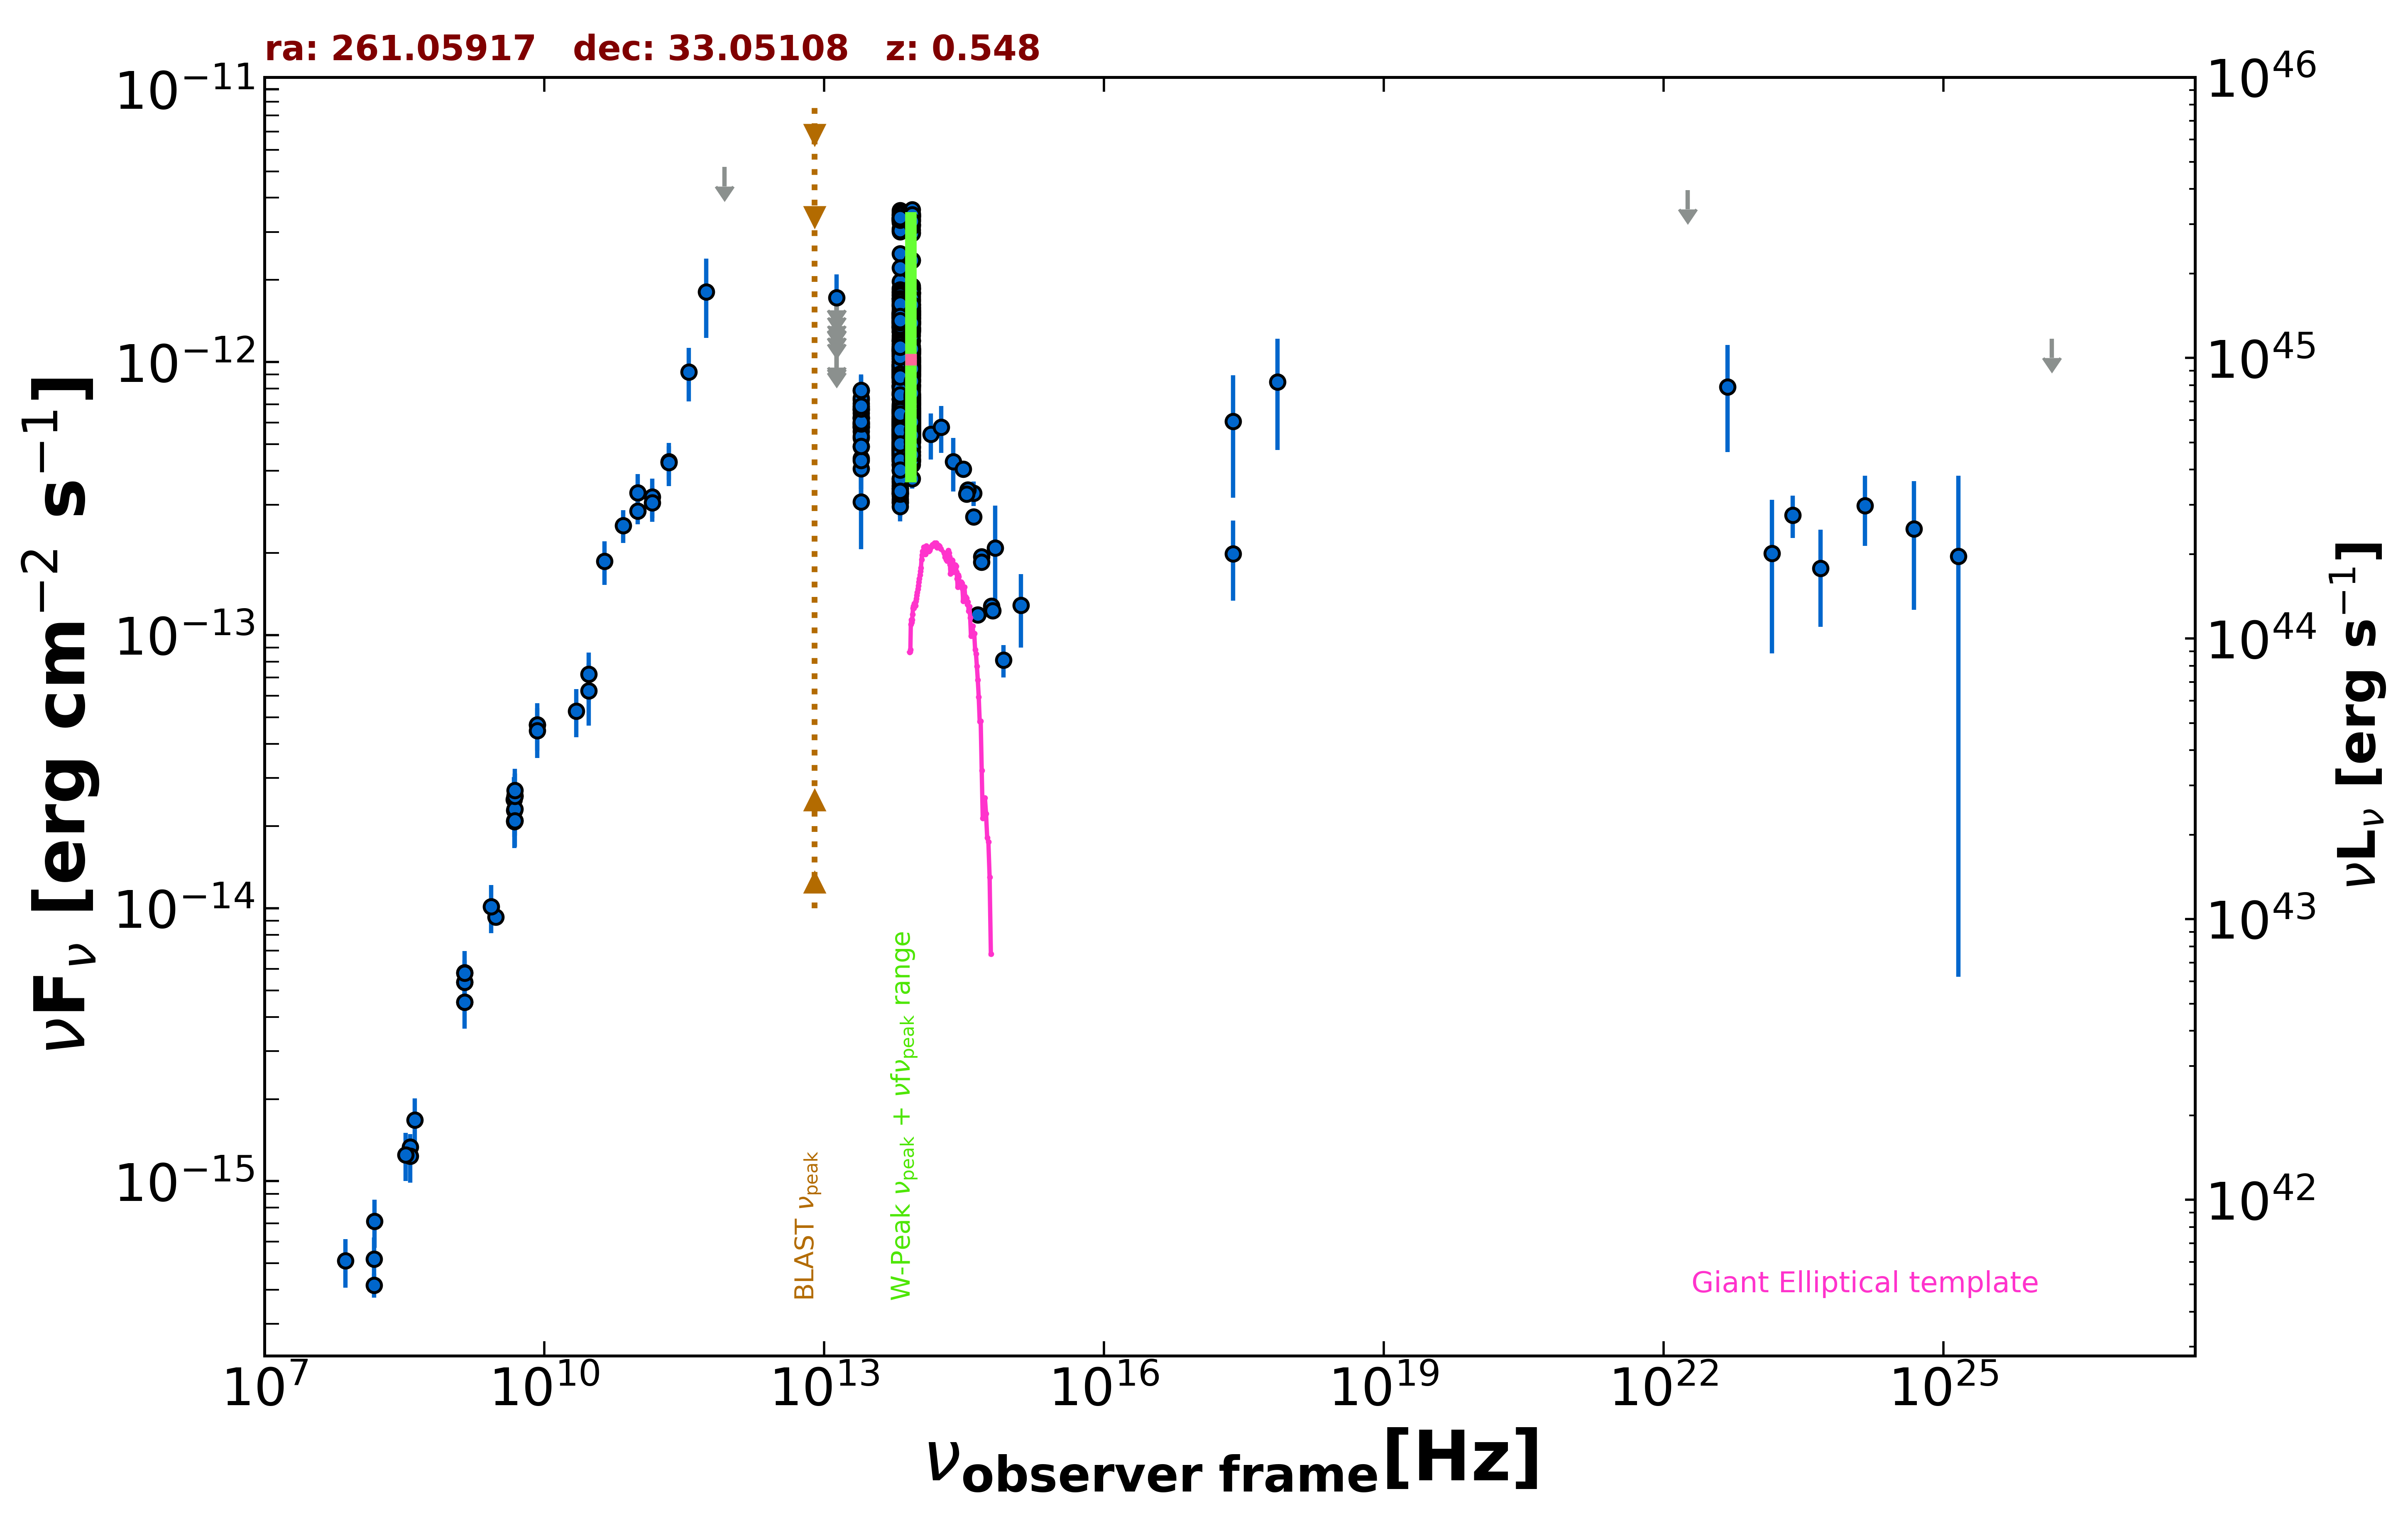 ra: 261.05917 dec: 33.05108 z: 0.548
10⁻¹¹
10⁻¹²
10⁻¹³
10⁻¹⁴
10⁻¹⁵
νFν [erg cm⁻² s⁻¹]
10⁴⁶
10⁴⁵
10⁴⁴
10⁴³
10⁴²
νLν [erg s⁻¹]
BLAST νpeak
W-Peak νpeak + νfνpeak range
Giant Elliptical template
10⁷ 10¹⁰ 10¹³ 10¹⁶ 10¹⁹ 10²² 10²⁵
νobserver frame[Hz]